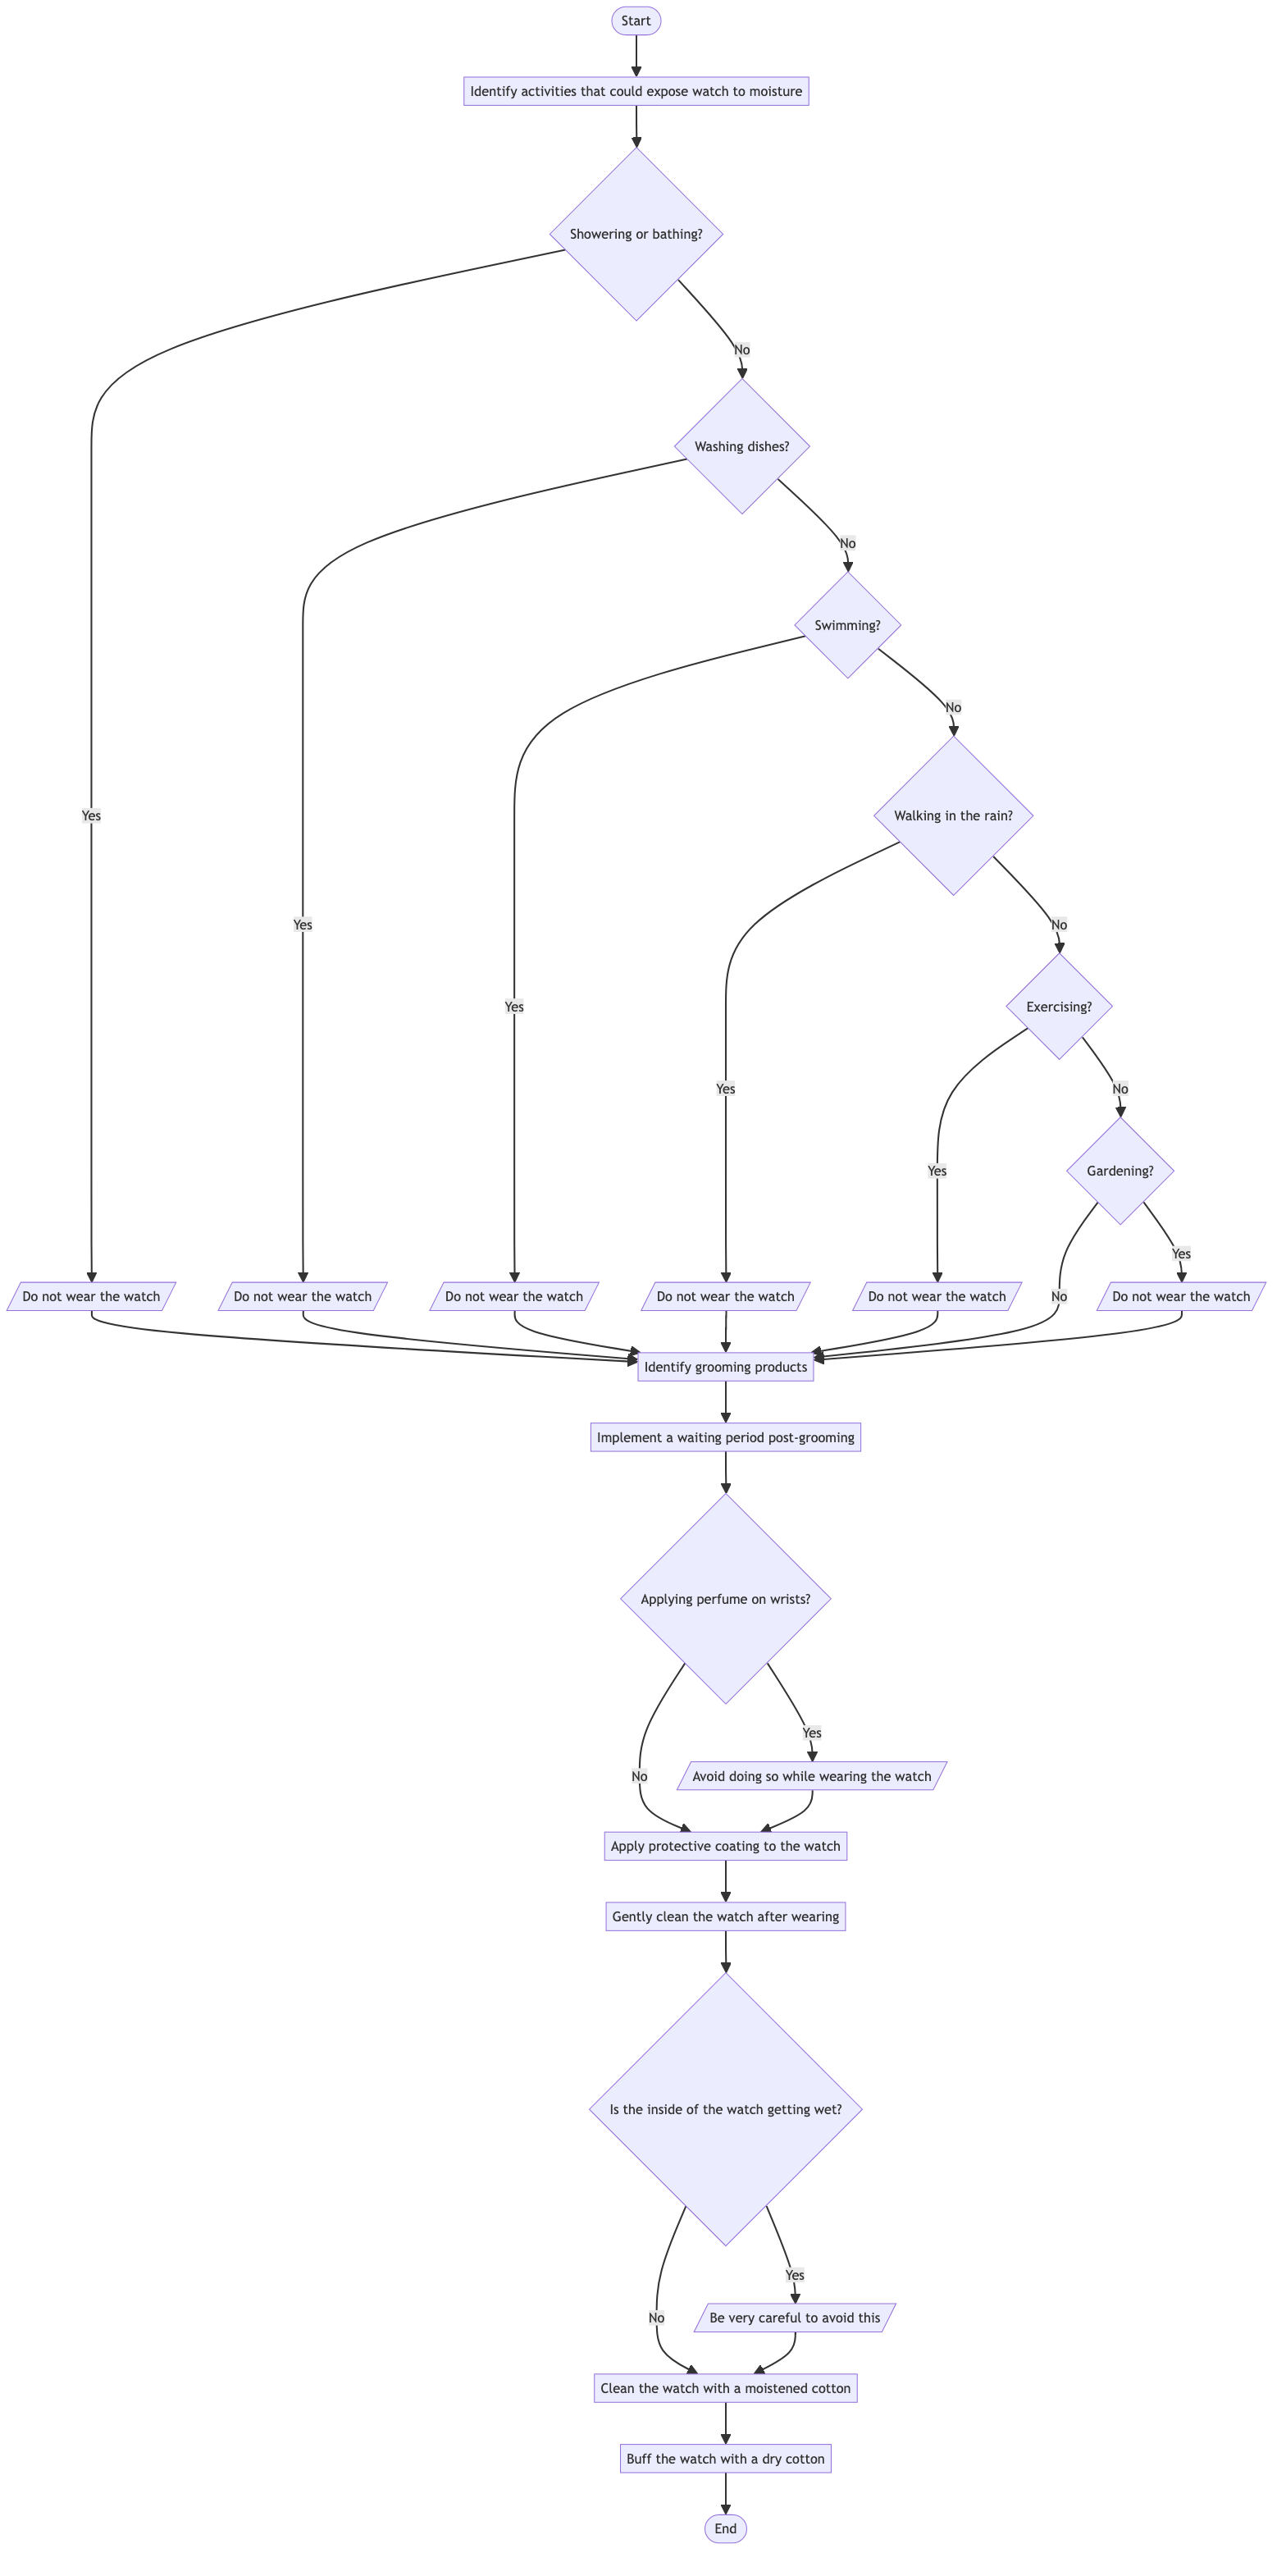 Start
Identify activities that could expose watch to moisture
Showering or bathing?
No
Washing dishes?
No
Swimming?
No
Walking in the rain?
Yes
Yes
No
Exercising?
Yes
Yes
No
Gardening?
Yes
Yes
No
Do not wear the watch
Do not wear the watch
Do not wear the watch
Do not wear the watch
Do not wear the watch
Do not wear the watch
Identify grooming products
Implement a waiting period post-grooming
Applying perfume on wrists?
Yes
No
Avoid doing so while wearing the watch
Apply protective coating to the watch
Gently clean the watch after wearing
Is the inside of the watch getting wet?
Yes
No
Be very careful to avoid this
Clean the watch with a moistened cotton
Buff the watch with a dry cotton
End